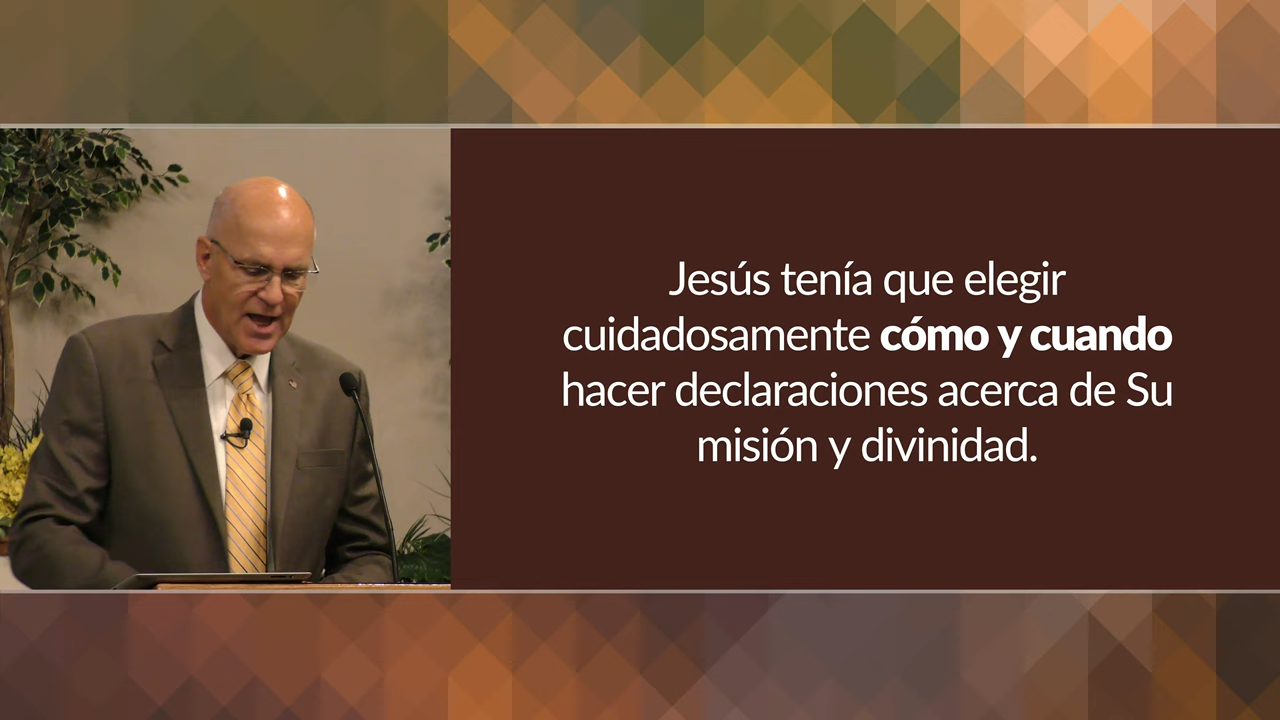 Jesús tenía que elegir
cuidadosamente cómo y cuando
hacer declaraciones acerca de Su
misión y divinidad.